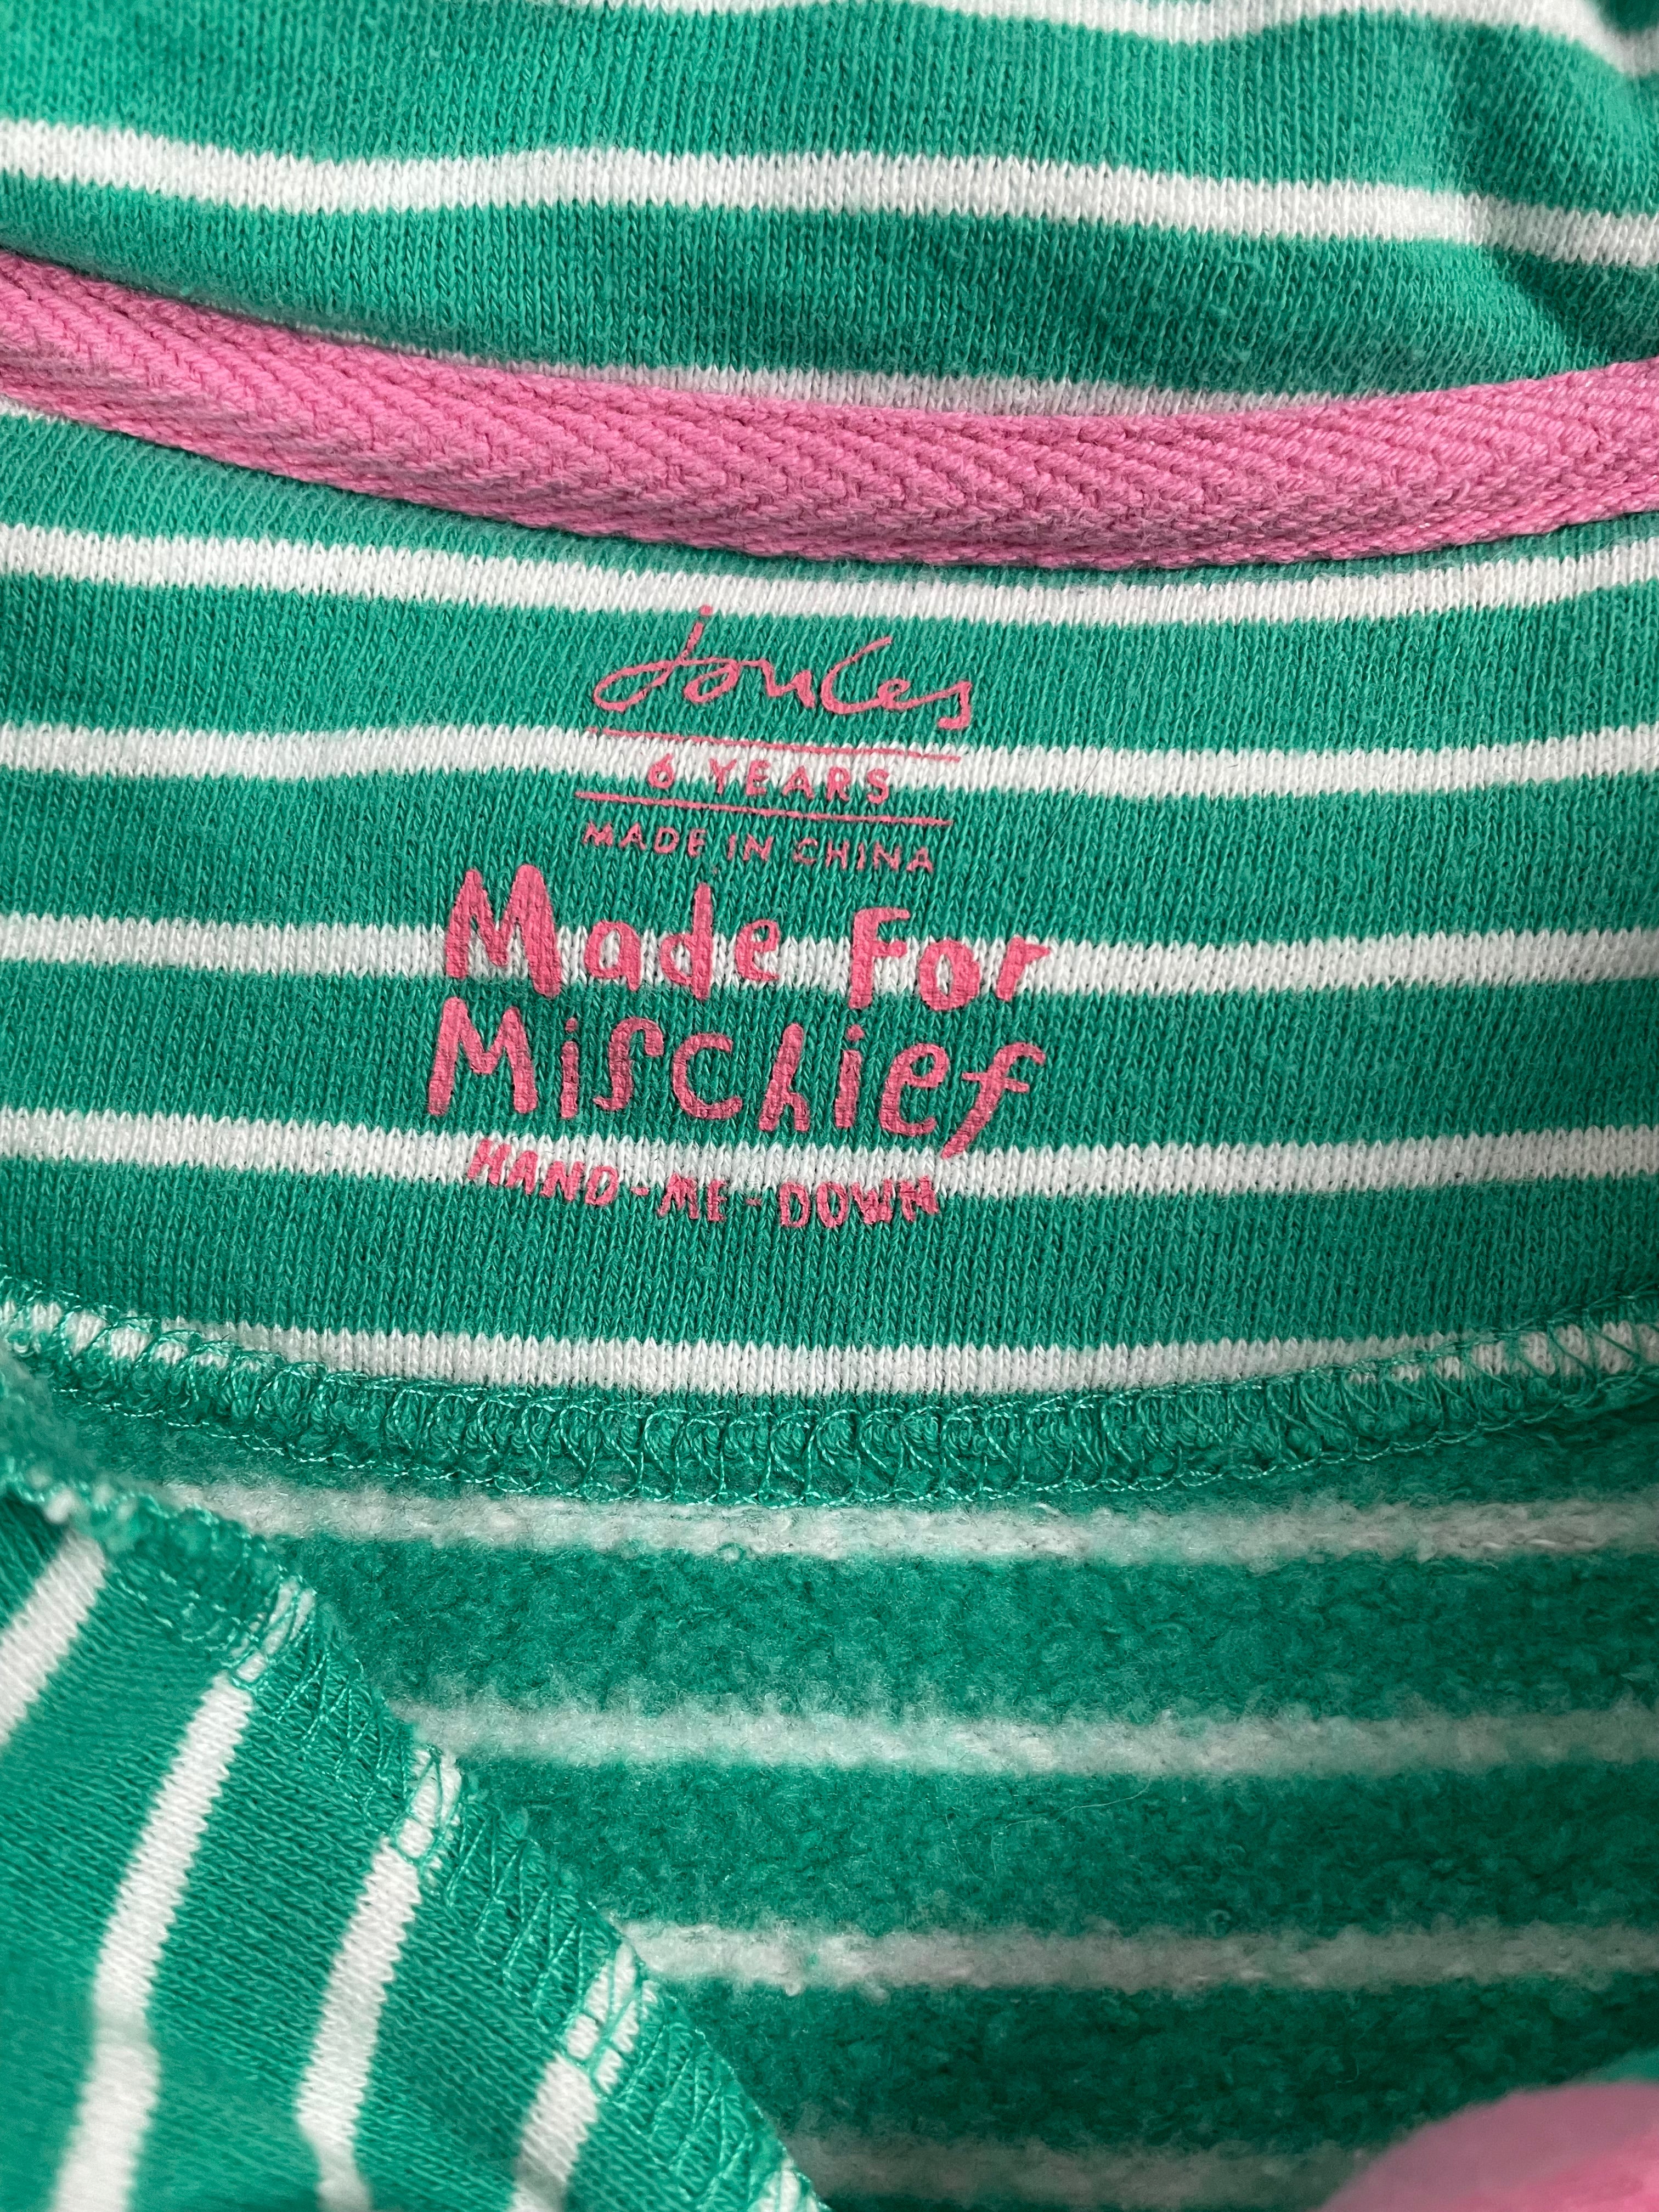 Joules
6 YEARS
MADE IN CHINA
Made For
Mischief
HAND-ME-DOWN